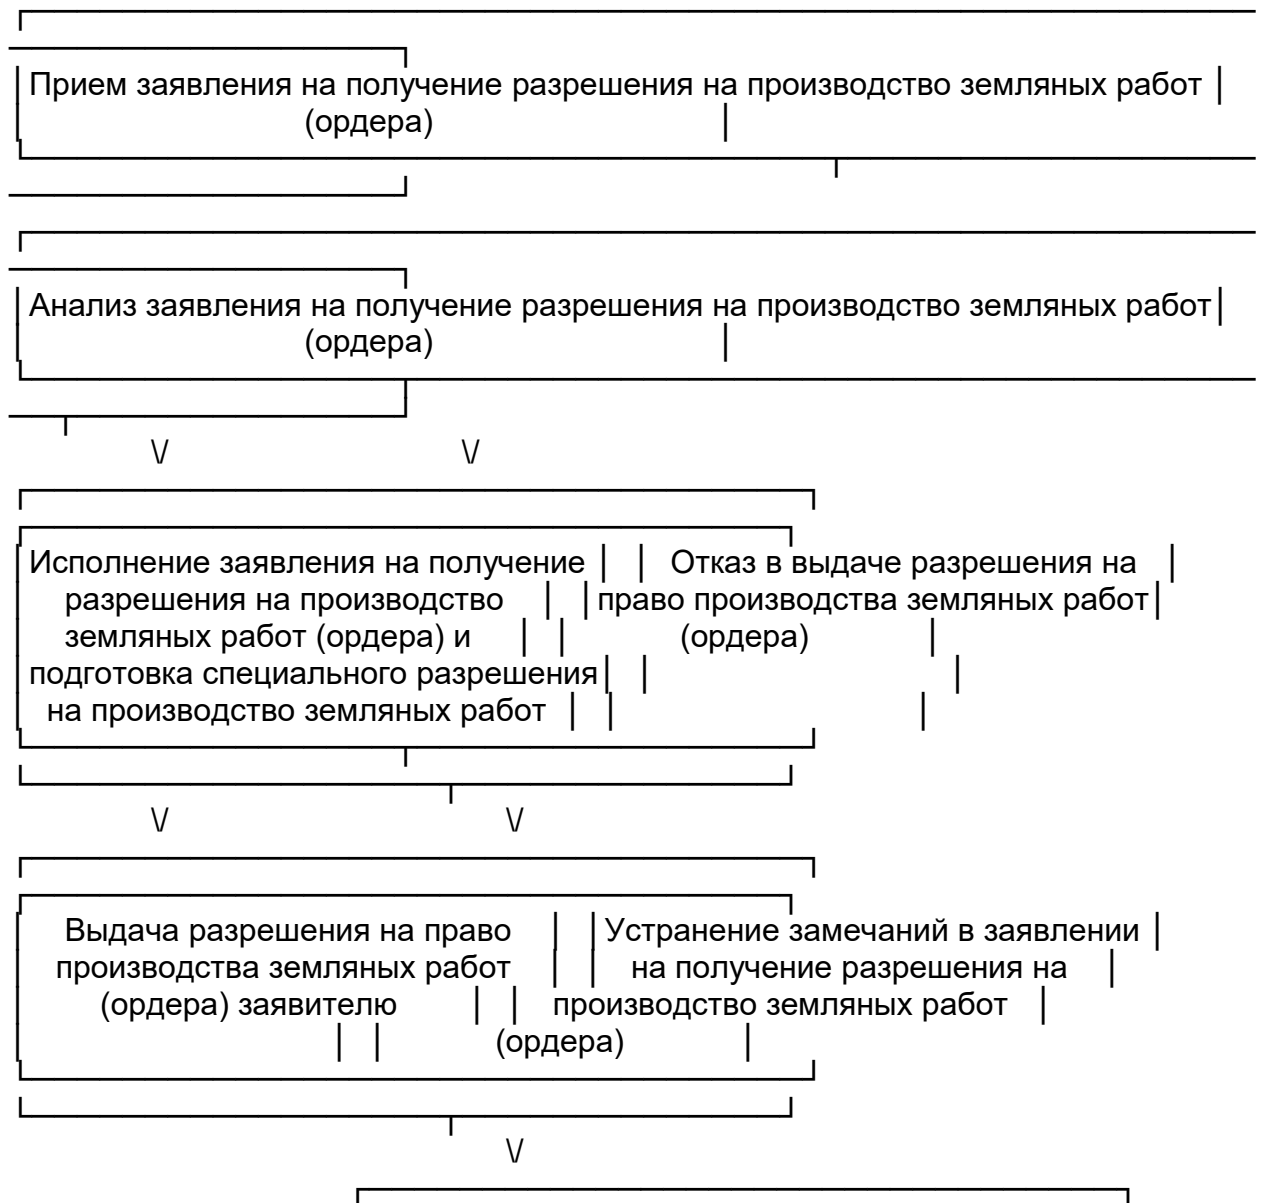 Прием заявления на получение разрешения на производство земляных работ
(ордера)
Анализ заявления на получение разрешения на производство земляных работ
(ордера)
\/ \/
Исполнение заявления на получение Отказ в выдаче разрешения на
разрешения на производство право производства земляных работ
земляных работ (ордера) и (ордера)
подготовка специального разрешения
на производство земляных работ
\/ \/
Выдача разрешения на право Устранение замечаний в заявлении
производства земляных работ на получение разрешения на
(ордера) заявителю производство земляных работ
(ордера)
\/